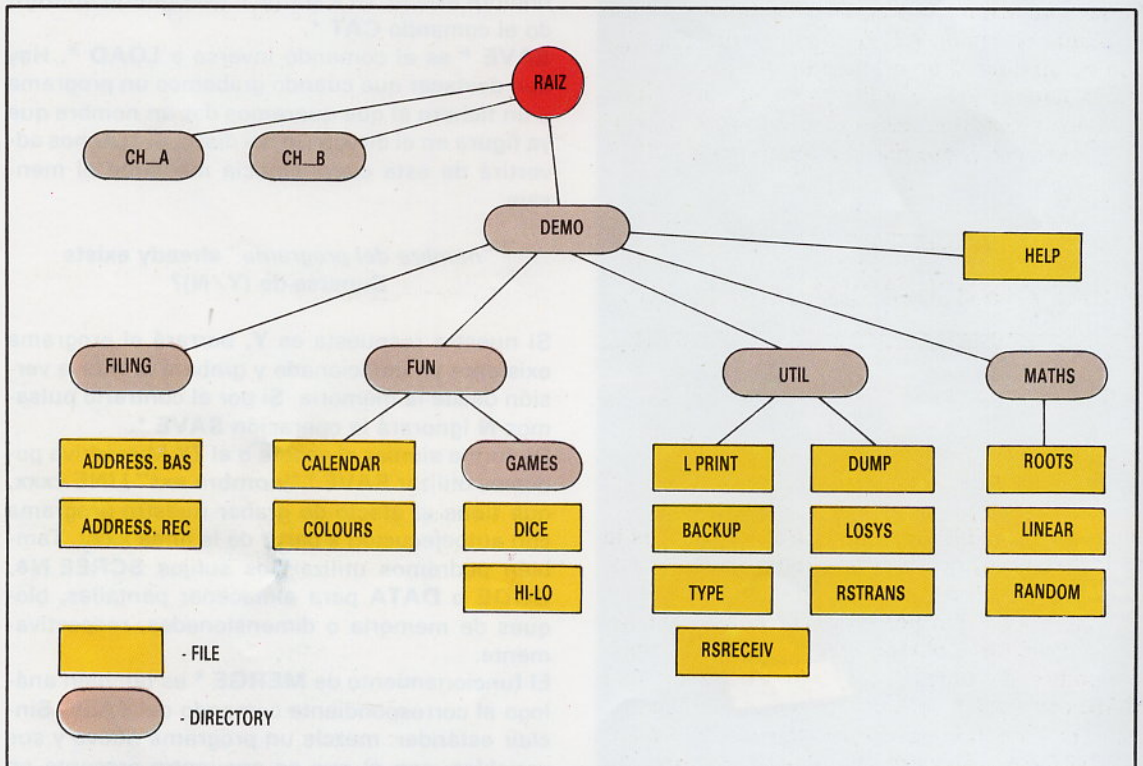 RAIZ
CH_A
CH_B
DEMO
HELP
FILING
FUN
UTIL
MATHS
ADDRESS. BAS
CALENDAR
GAMES
L PRINT
DUMP
ROOTS
ADDRESS. REC
COLOURS
DICE
BACKUP
LOSYS
LINEAR
HI-LO
TYPE
RSTRANS
RANDOM
RSRECEIV
- FILE
- DIRECTORY